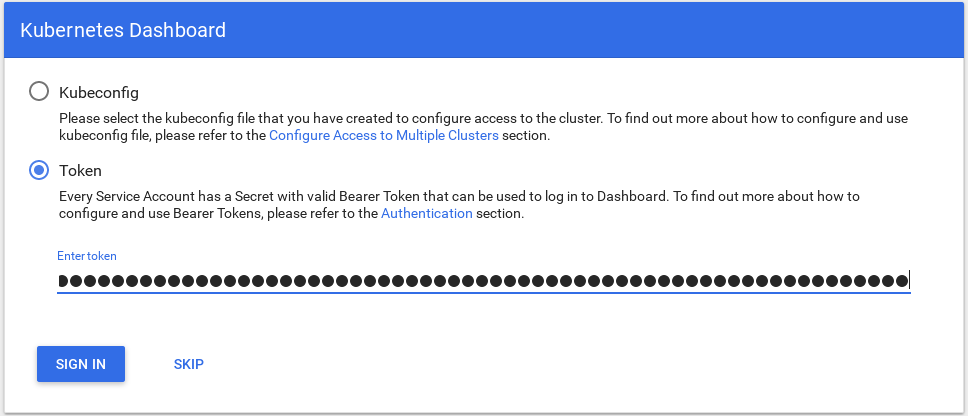 Kubernetes Dashboard
Kubeconfig
Please select the kubeconfig file that you have created to configure access to the cluster. To find out more about how to configure and use
kubeconfig file, please refer to the Configure Access to Multiple Clusters section.
Token
Every Service Account has a Secret with valid Bearer Token that can be used to log in to Dashboard. To find out more about how to
configure and use Bearer Tokens, please refer to the Authentication section.
Enter token
SIGN IN SKIP